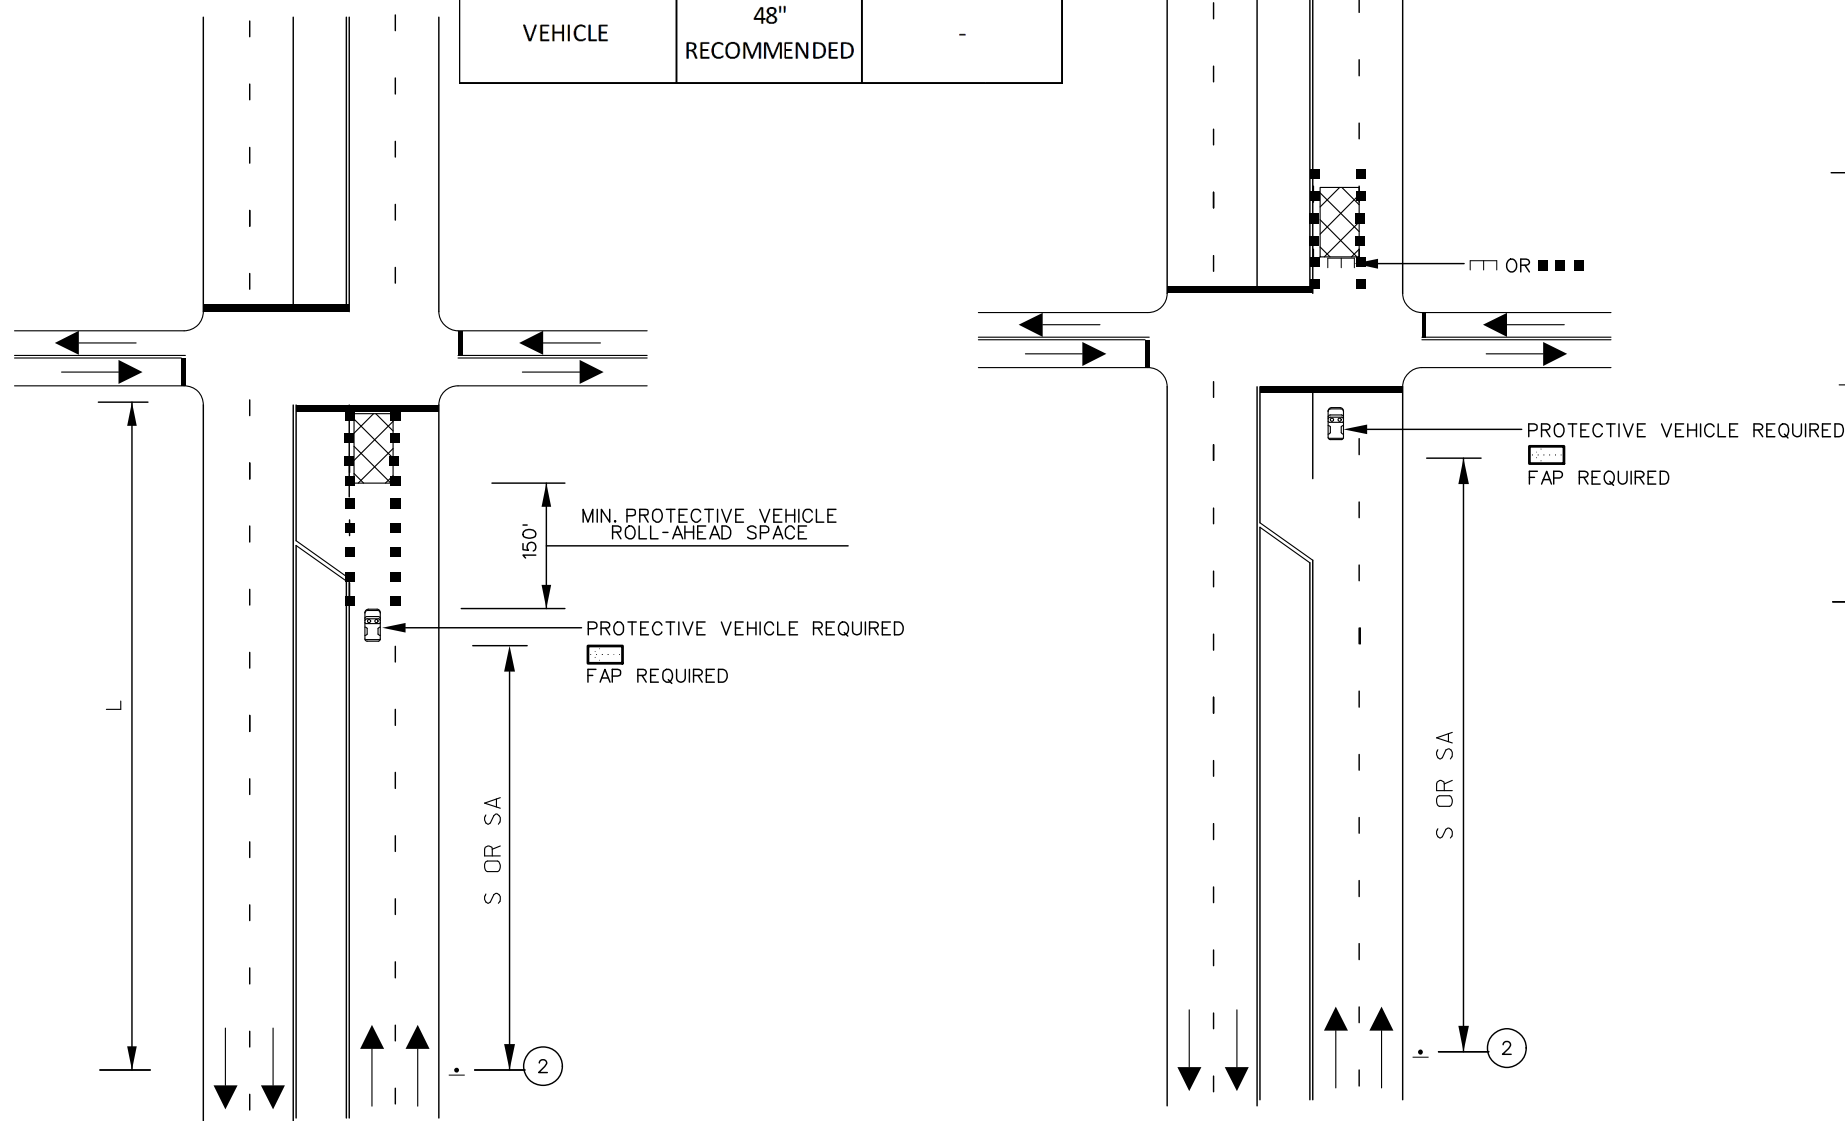 VEHICLE
48"
RECOMMENDED
-
OR
PROTECTIVE VEHICLE REQUIRED
FAP REQUIRED
150'
MIN. PROTECTIVE VEHICLE
ROLL-AHEAD SPACE
PROTECTIVE VEHICLE REQUIRED
FAP REQUIRED
L
S OR SA
S OR SA
2
2